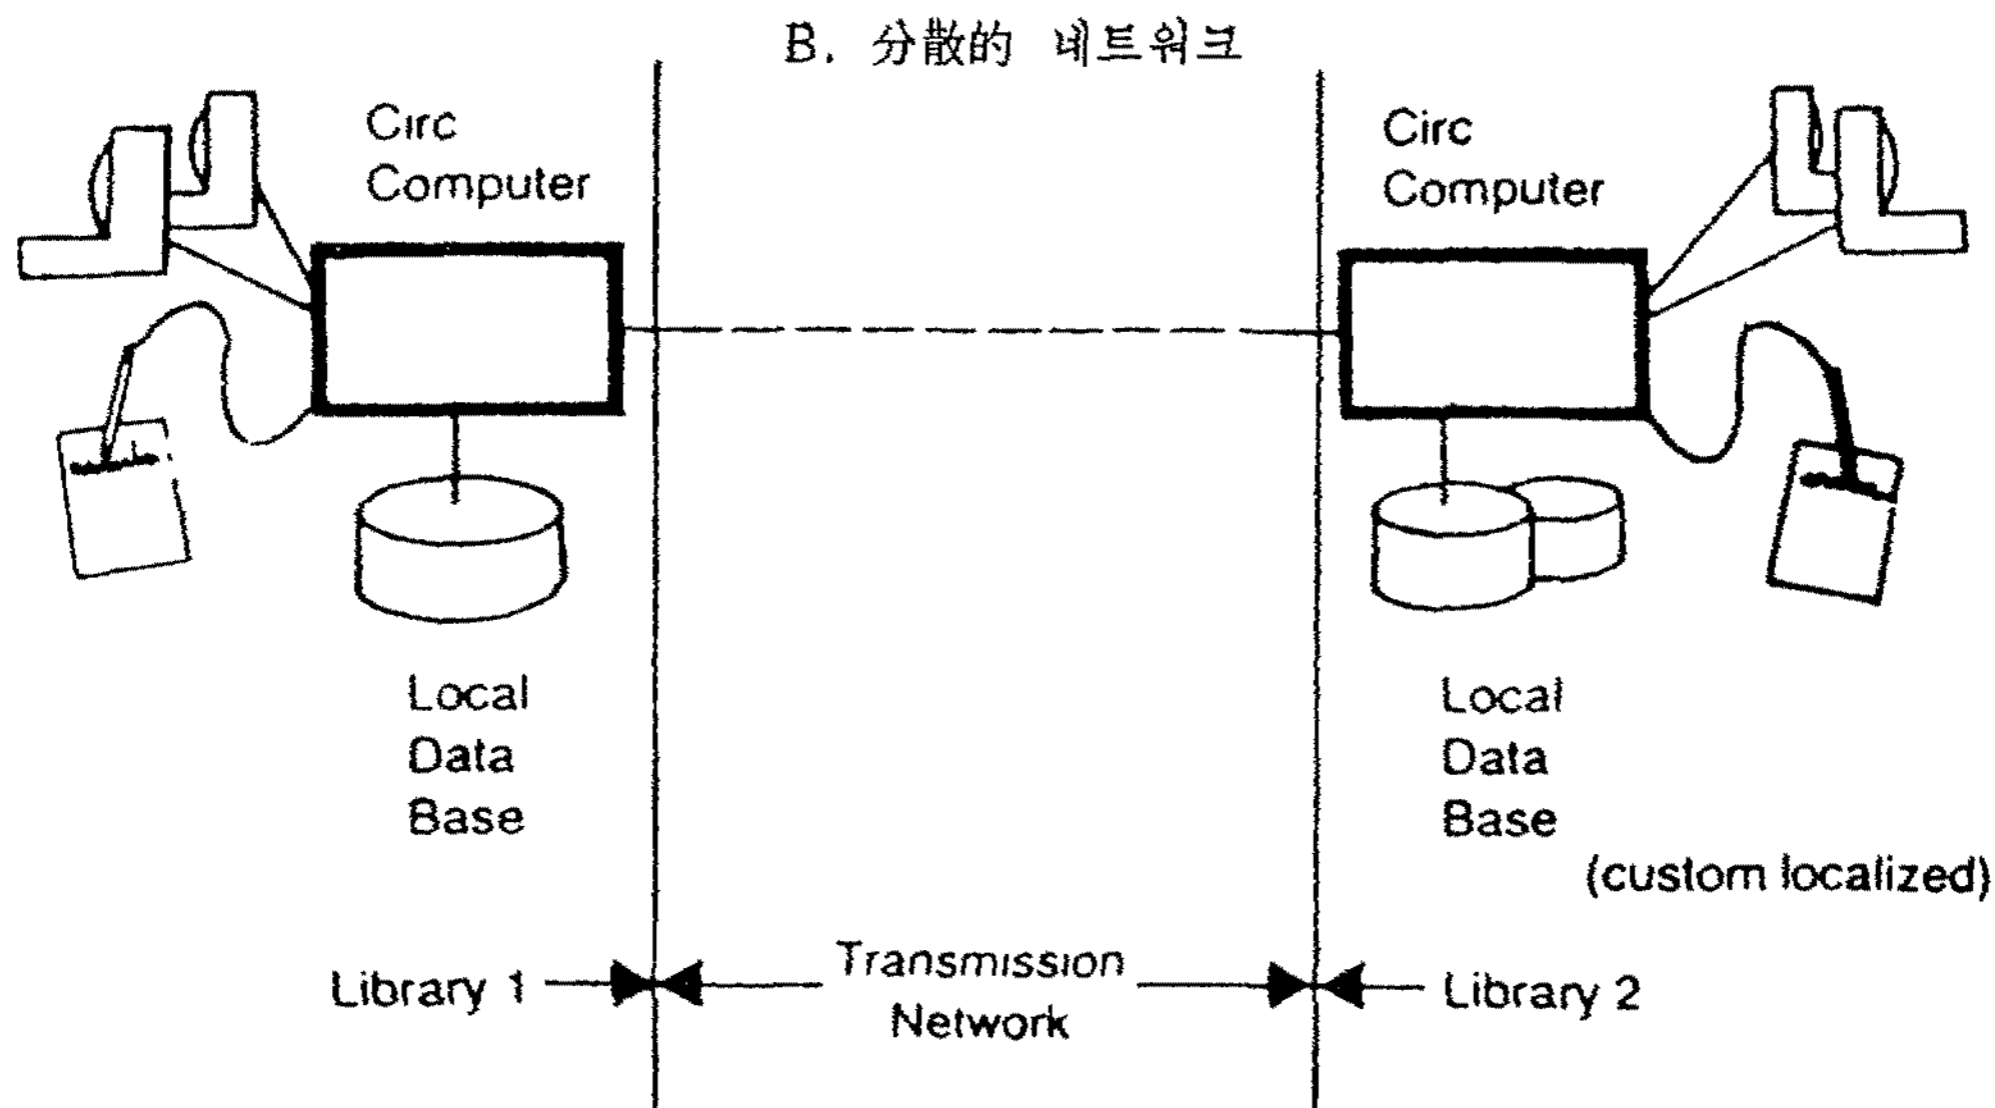 B. 分散的 네트워크
Circ
Computer
Circ
Computer
Local
Data
Base
Local
Data
Base
(custom localized)
Library 1
Transmission
Network
Library 2